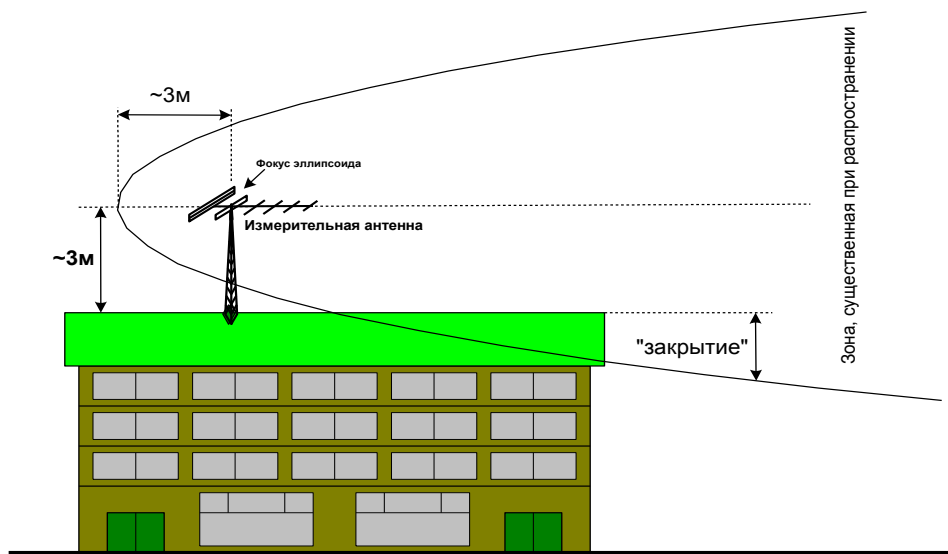 ~3м
Фокус эллипсоида
Измерительная антенна
~3м
"закрытие"
Зона, существенная при распространении